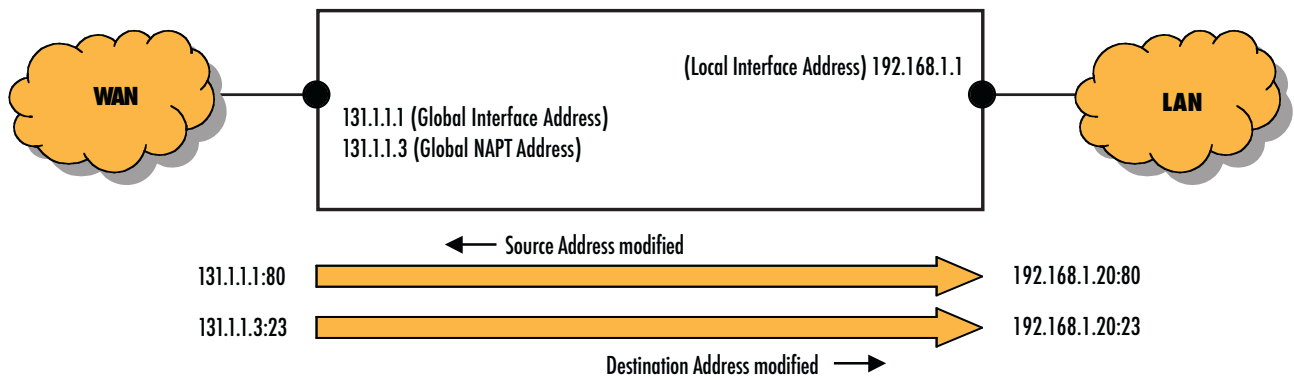 WAN
(Local Interface Address) 192.168.1.1
LAN
131.1.1.1 (Global Interface Address)
131.1.1.3 (Global NAPT Address)
Source Address modified
131.1.1.1:80
192.168.1.20:80
131.1.1.3:23
192.168.1.20:23
Destination Address modified